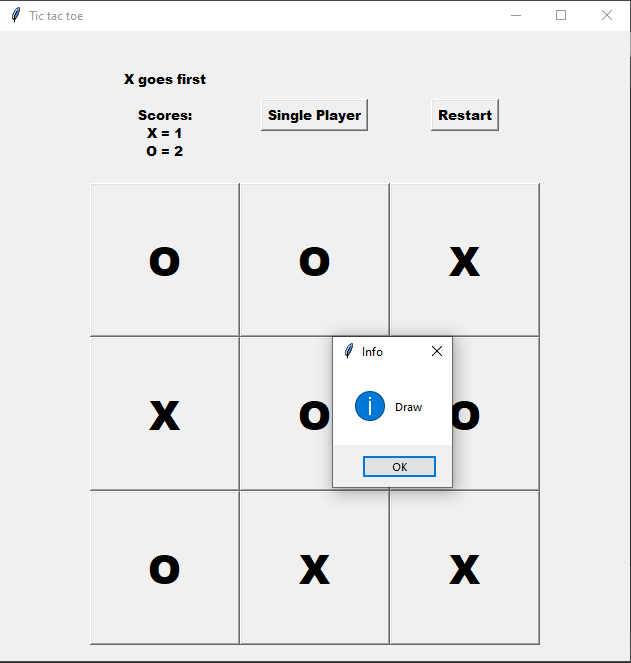 Tic tac toe
X goes first
Scores:
X = 1
O = 2
Single Player
Restart
O O X
Info
Draw
X O O
OK
O X X